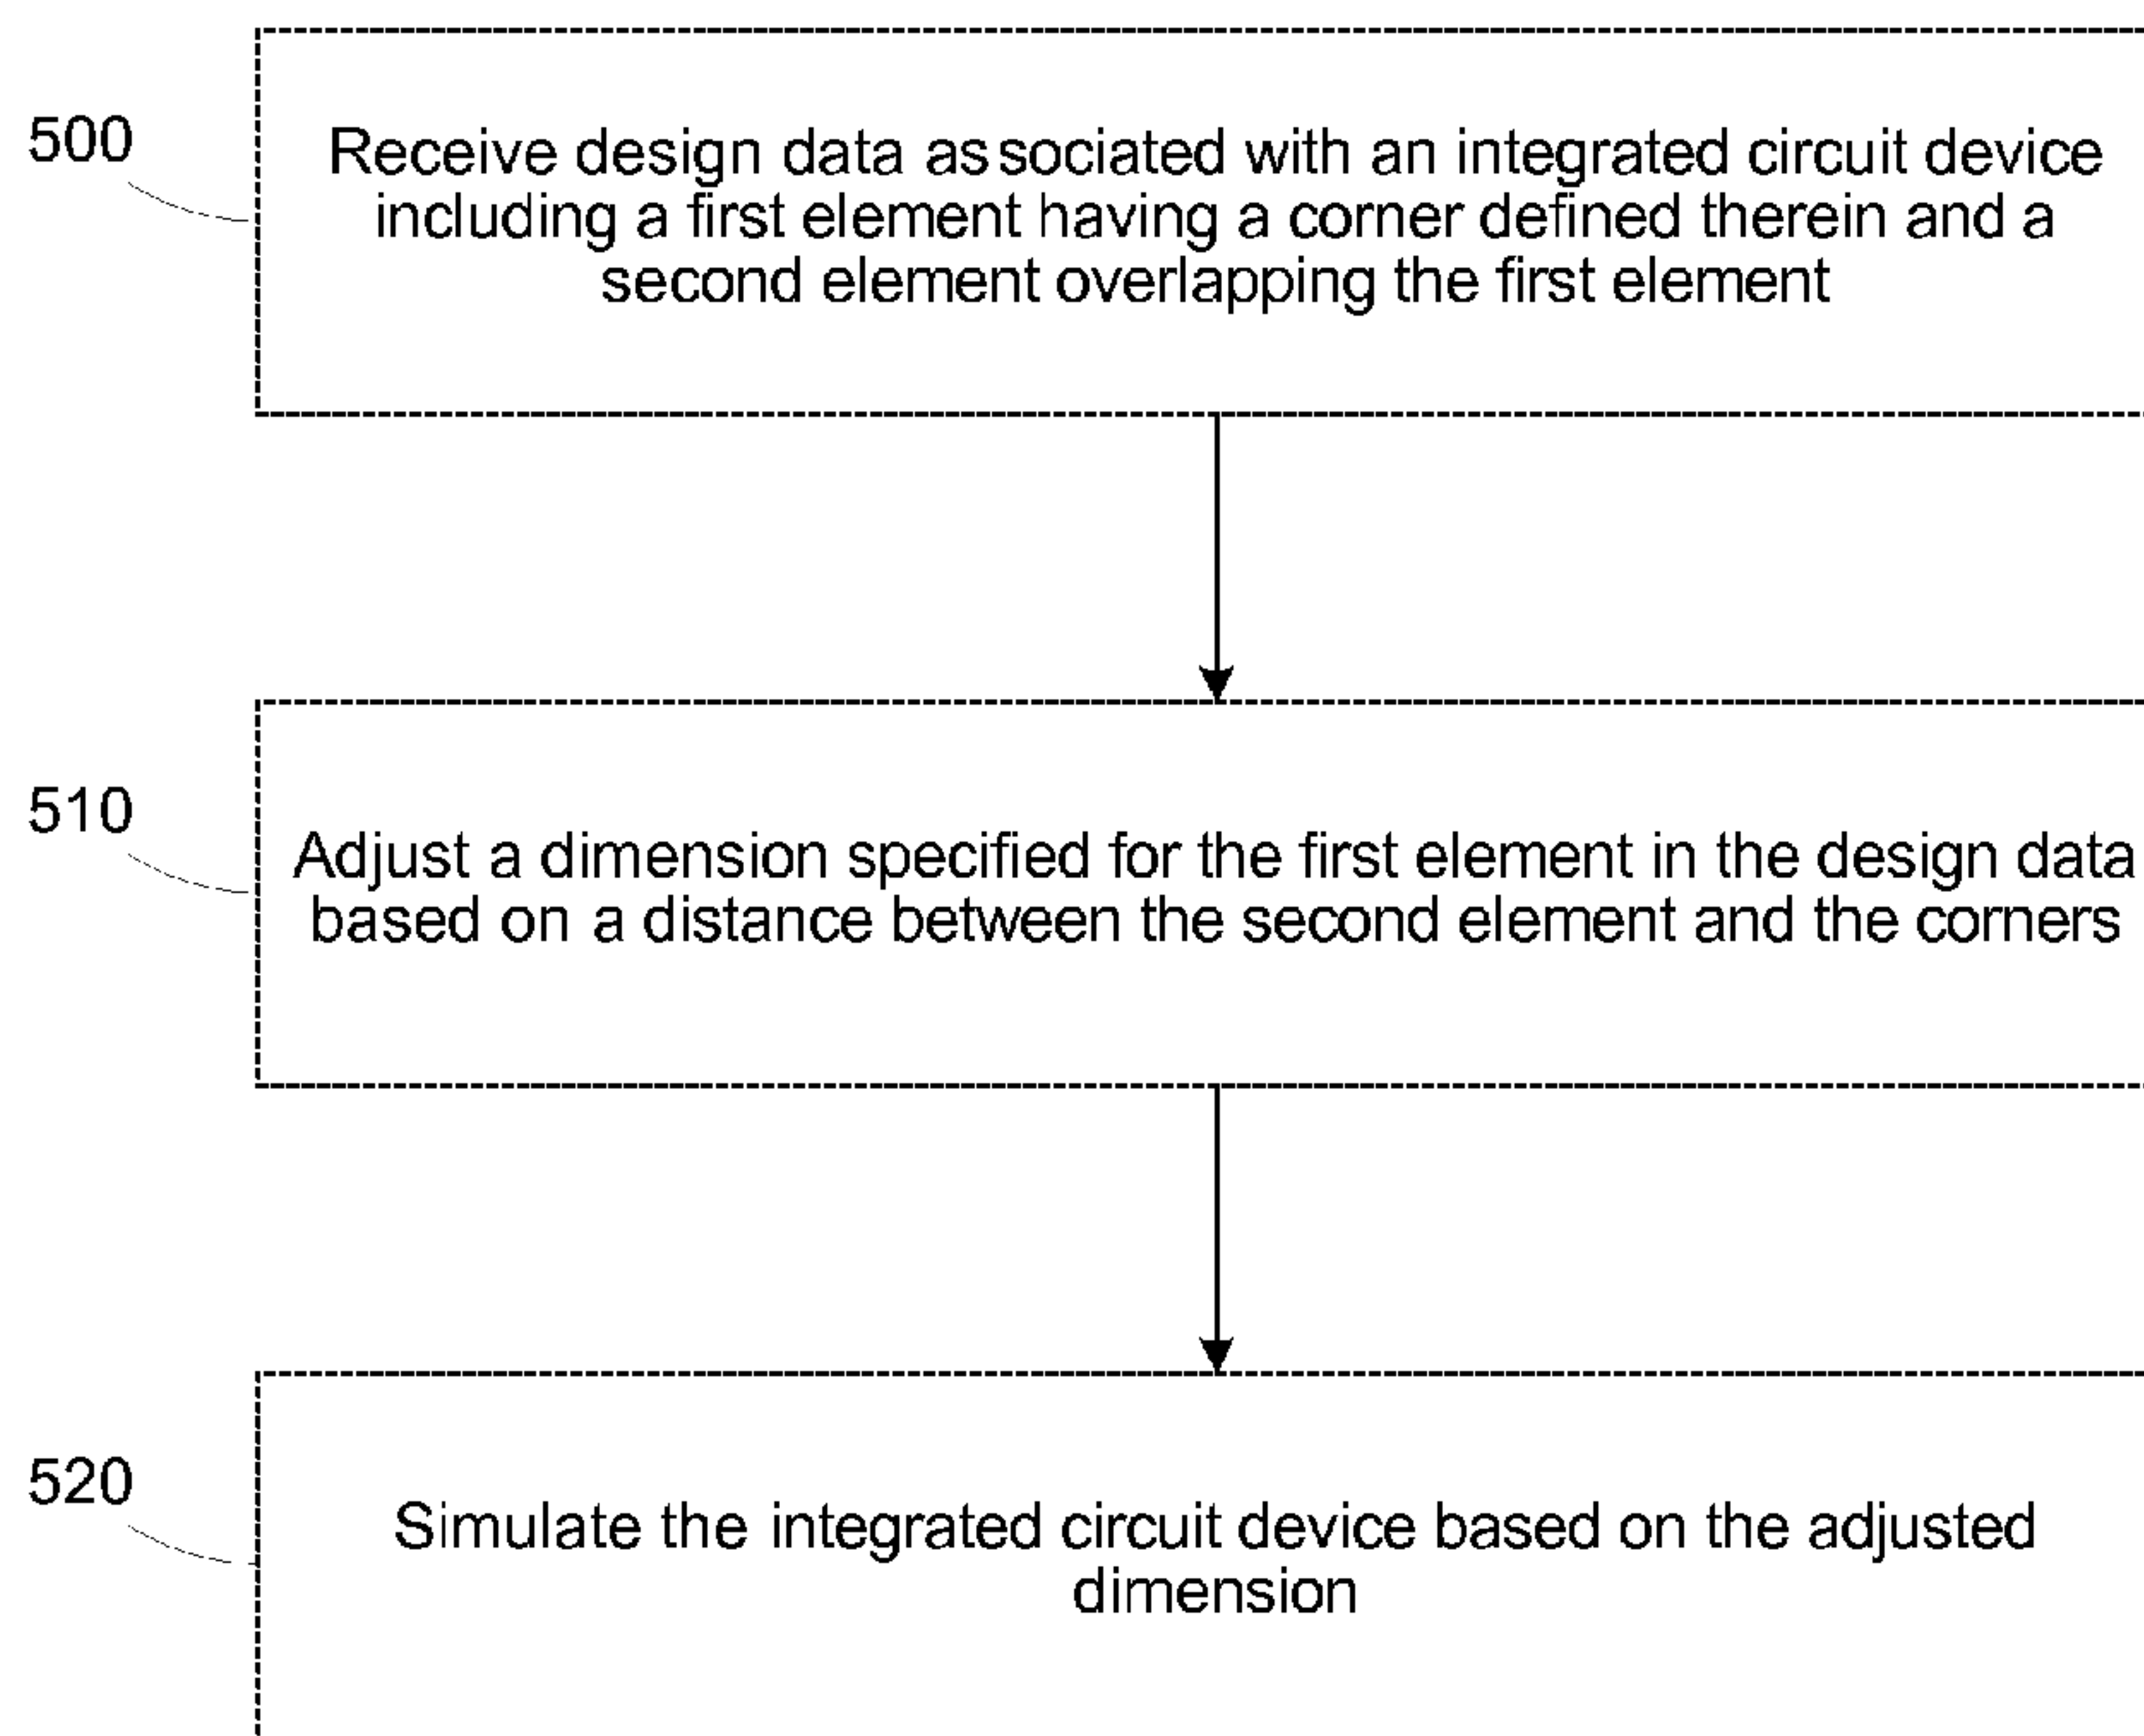 500
Receive design data associated with an integrated circuit device
including a first element having a corner defined therein and a
second element overlapping the first element
510
Adjust a dimension specified for the first element in the design data
based on a distance between the second element and the corners
520
Simulate the integrated circuit device based on the adjusted
dimension